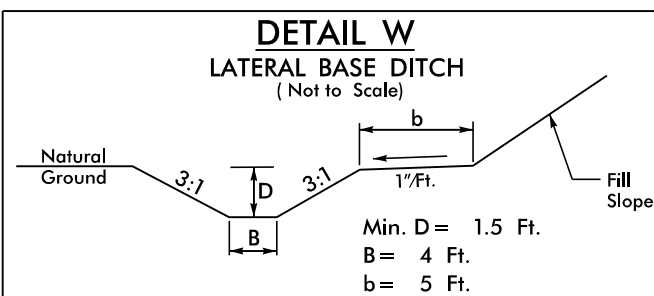 DETAIL W
LATERAL BASE DITCH
( Not to Scale)
b
Natural
Ground
3:1
D
3:1
1"/Ft.
B
Fill
Slope
Min. D = 1.5 Ft.
B = 4 Ft.
b = 5 Ft.